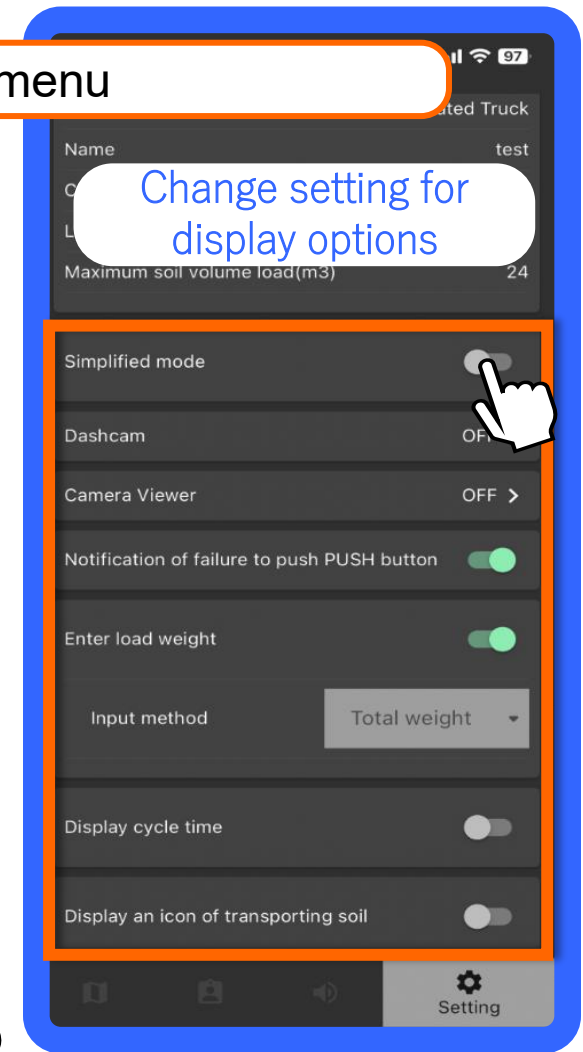 97
menu
Truck
Name test
Change setting for
display options
Maximum soil volume load(m3) 24
Simplified mode
Dashcam
Camera Viewer OFF >
Notification of failure to push PUSH button
Enter load weight
Input method Total weight
Display cycle time
Display an icon of transporting soil
Setting